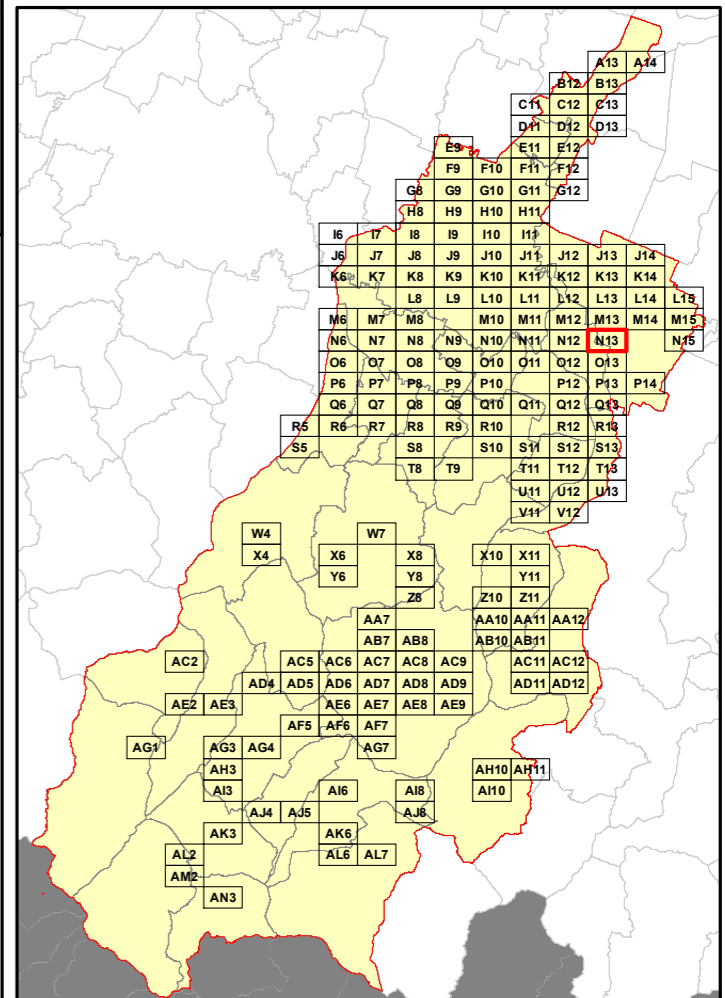 A13 A14
B12 B13
C11 C12 C13
D11 D12 D13
E9 E11 E12
F9 F10 F11 F12
G8 G9 G10 G11 G12
H8 H9 H10 H11
I6 I7 I8 I9 I10 I11
J6 J7 J8 J9 J10 J11 J12 J13 J14
K6 K7 K8 K9 K10 K11 K12 K13 K14
L8 L9 L10 L11 L12 L13 L14 L15
M6 M7 M8 M10 M11 M12 M13 M14 M15
N6 N7 N8 N9 N10 N11 N12 N13 N15
O6 O7 O8 O9 O10 O11 O12 O13
P6 P7 P8 P9 P10 P12 P13 P14
Q6 Q7 Q8 Q9 Q10 Q11 Q12 Q13
R5 R6 R7 R8 R9 R10 R12 R13
S5 S8 S10 S11 S12 S13
T8 T9 T11 T12 T13
U11 U12 U13
V11 V12
W4 W7
X4 X6 X8 X10 X11
Y6 Y8 Y11
Z8 Z10 Z11
AA7 AA10 AA11 AA12
AB7 AB8 AB10 AB11
AC2 AC5 AC6 AC7 AC8 AC9 AC11 AC12
AD4 AD5 AD6 AD7 AD8 AD9 AD11 AD12
AE2 AE3 AE6 AE7 AE8 AE9
AF5 AF6 AF7
AG1 AG3 AG4 AG7
AH3 AH10 AH11
AI3 AI6 AI8 AI10
AJ4 AJ5 AJ8
AK3 AK6
AL2 AL6 AL7
AM2
AN3